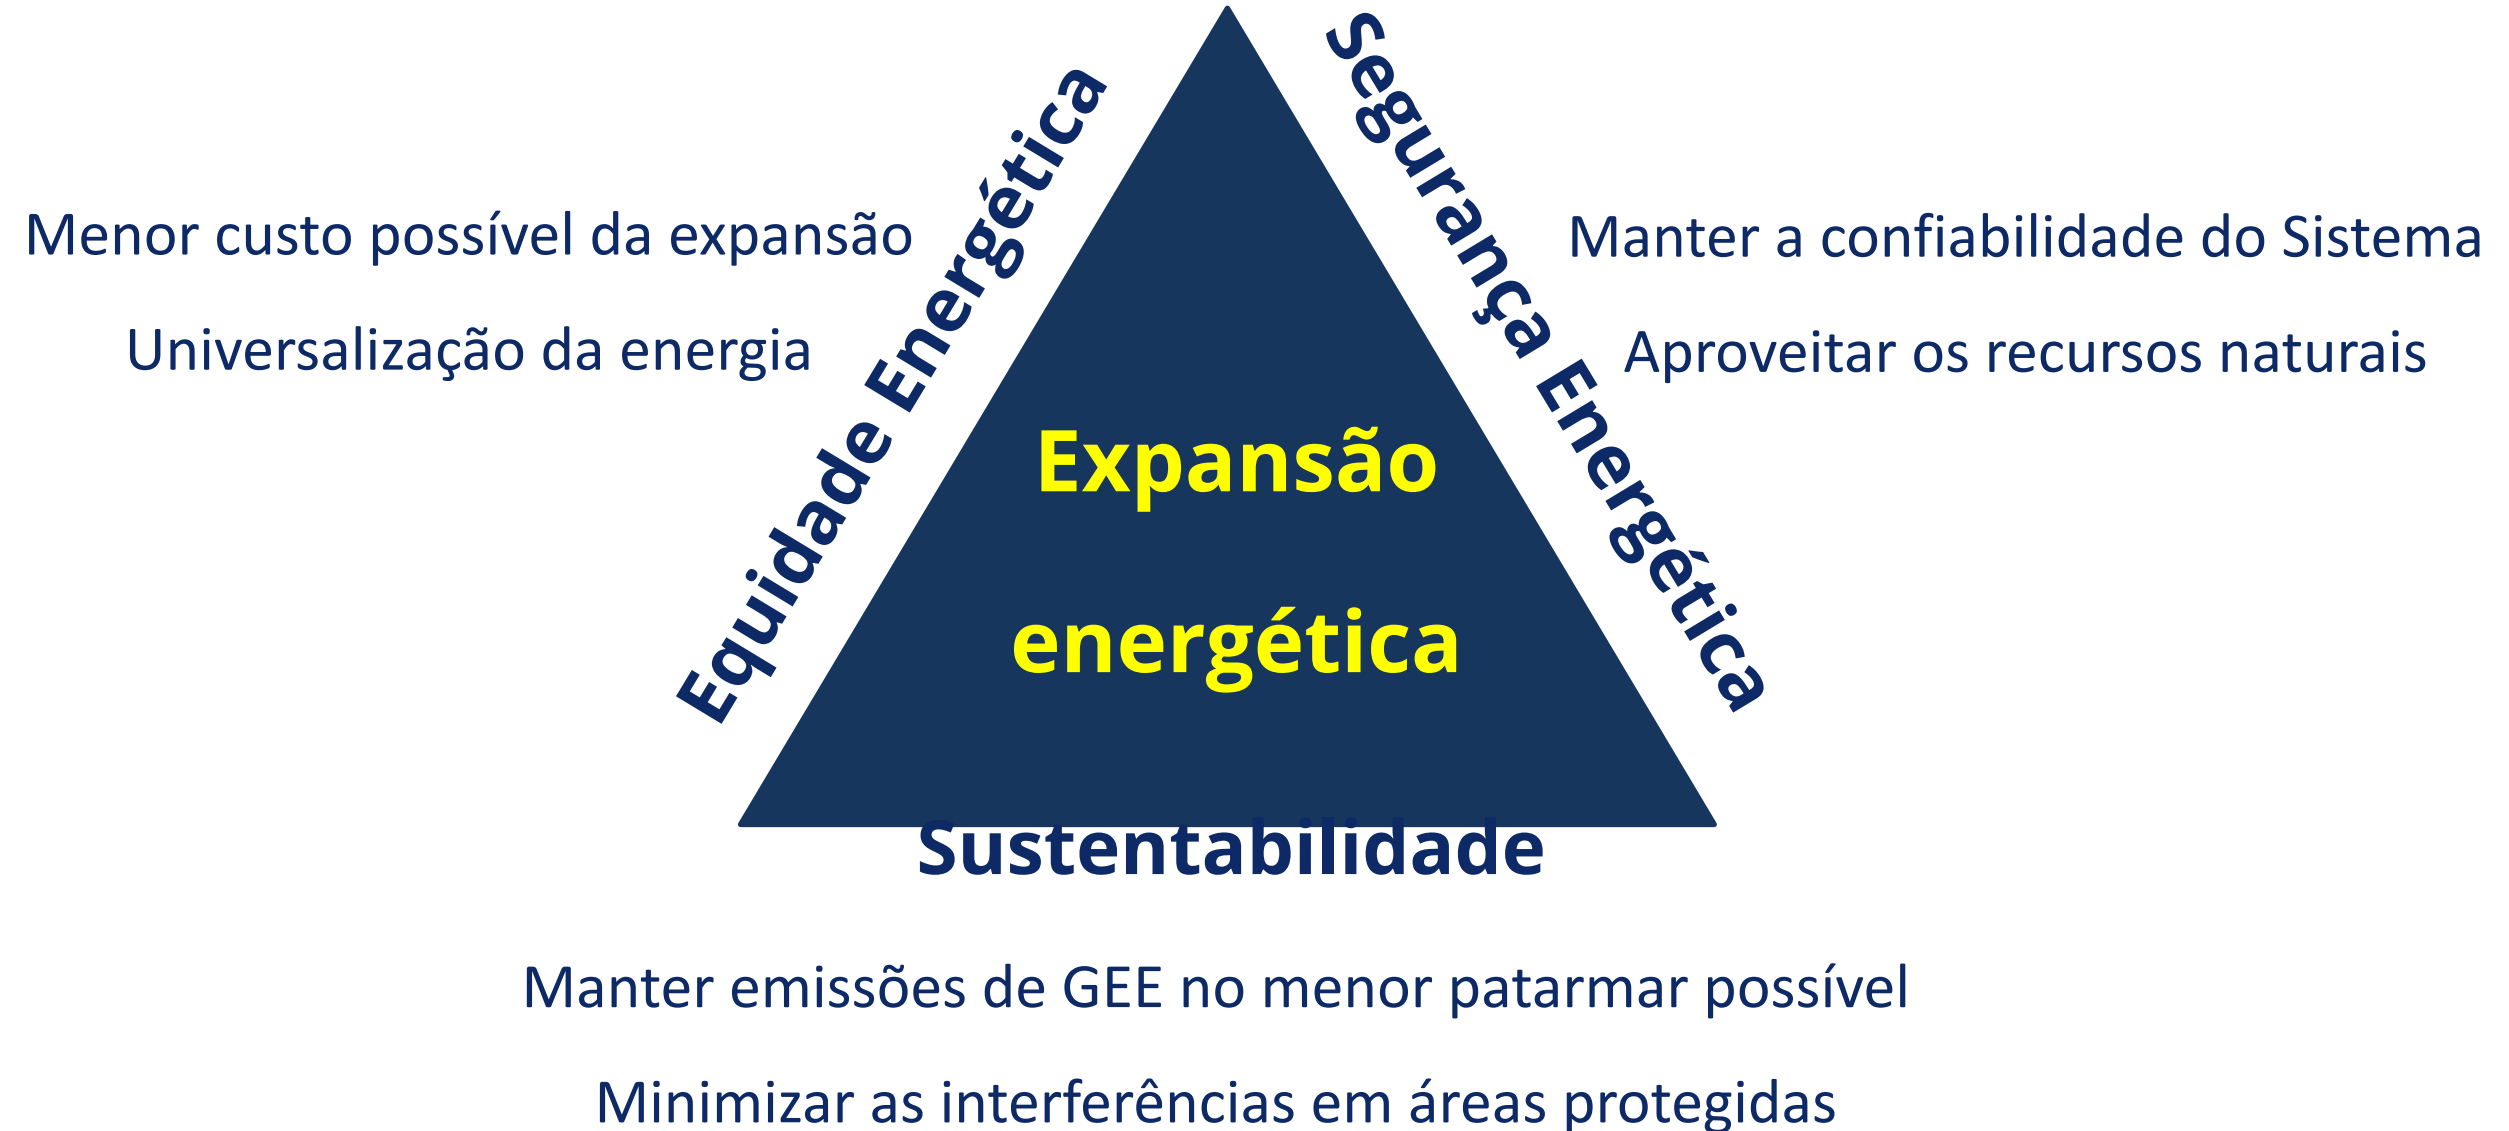 Equidade Energética
Menor custo possível da expansão
Universalização da energia
Segurança Energética
Manter a confiabilidade do Sistema
Aproveitar os recursos naturais
Expansão
energética
Sustentabilidade
Manter emissões de GEE no menor patarmar possível
Minimizar as interferências em áreas protegidas